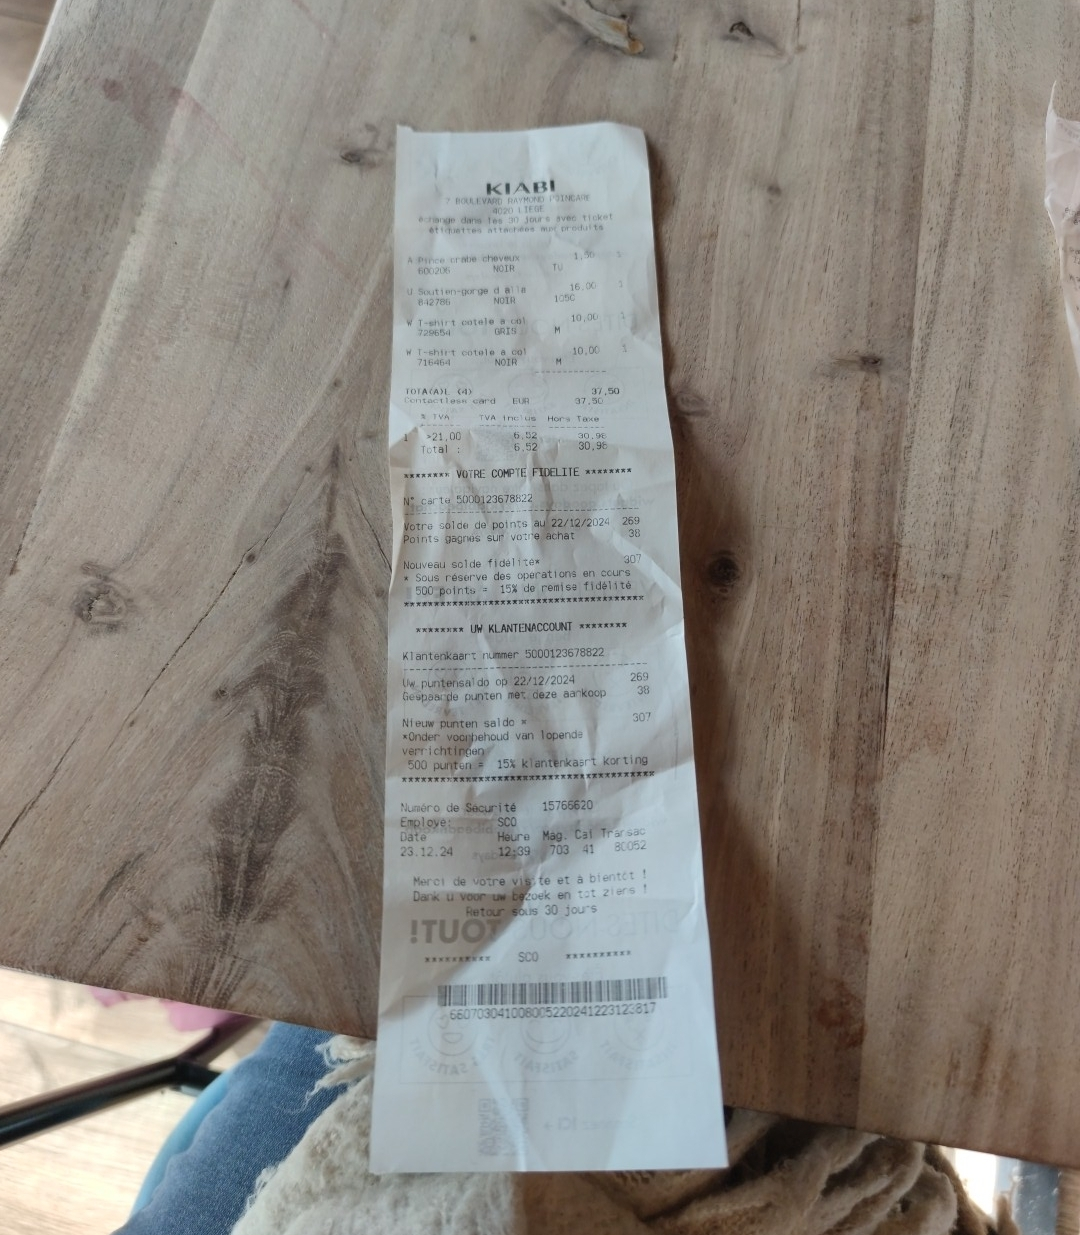 KIABI
7 BOULEVARD RAYMOND POINCARE
4020 LIEGE
échange dans les 30 jours avec ticket
étiquettes attachées aux produits
A Pince crabe cheveux 1,50 1
600206 NOIR TU
U Soutien-gorge d alla 16,00 1
842786 NOIR 105C
W T-shirt cotele a col 10,00 1
729654 GRIS M
W T-shirt cotele a col 10,00 1
716464 NOIR M
TOTA(A)L (4) 37,50
Contactless card EUR 37,50
% TVA TVA Inclus Hors Taxe
1 >21,00 6,52 30,98
Total : 6,52 30,98
******** VOTRE COMPTE FIDELITE ********
N° carte 5000123678822
Votre solde de points au 22/12/2024 269
Points gagnés sur votre achat 38
Nouveau solde fidélité* 307
* Sous réserve des operations en cours
500 points = 15% de remise fidélité
******** UW KLANTENACCOUNT ********
Klantenkaart nummer 5000123678822
Uw puntensaldo op 22/12/2024 269
Gespaarde punten met deze aankoop 38
Nieuw punten saldo * 307
*Onder voorbehoud van lopende
verrichtingen
500 punten = 15% klantenkaart korting
Numéro de Sécurité 15766620
Employé: SCO
Date Heure Mag. Cai Transac
23.12.24 12:39 703 41 80052
Merci de votre visite et à bientôt !
Dank u voor uw bezoek en tot ziens !
Retour sous 30 jours
********** SCO **********
6607030410080052202412231​23817